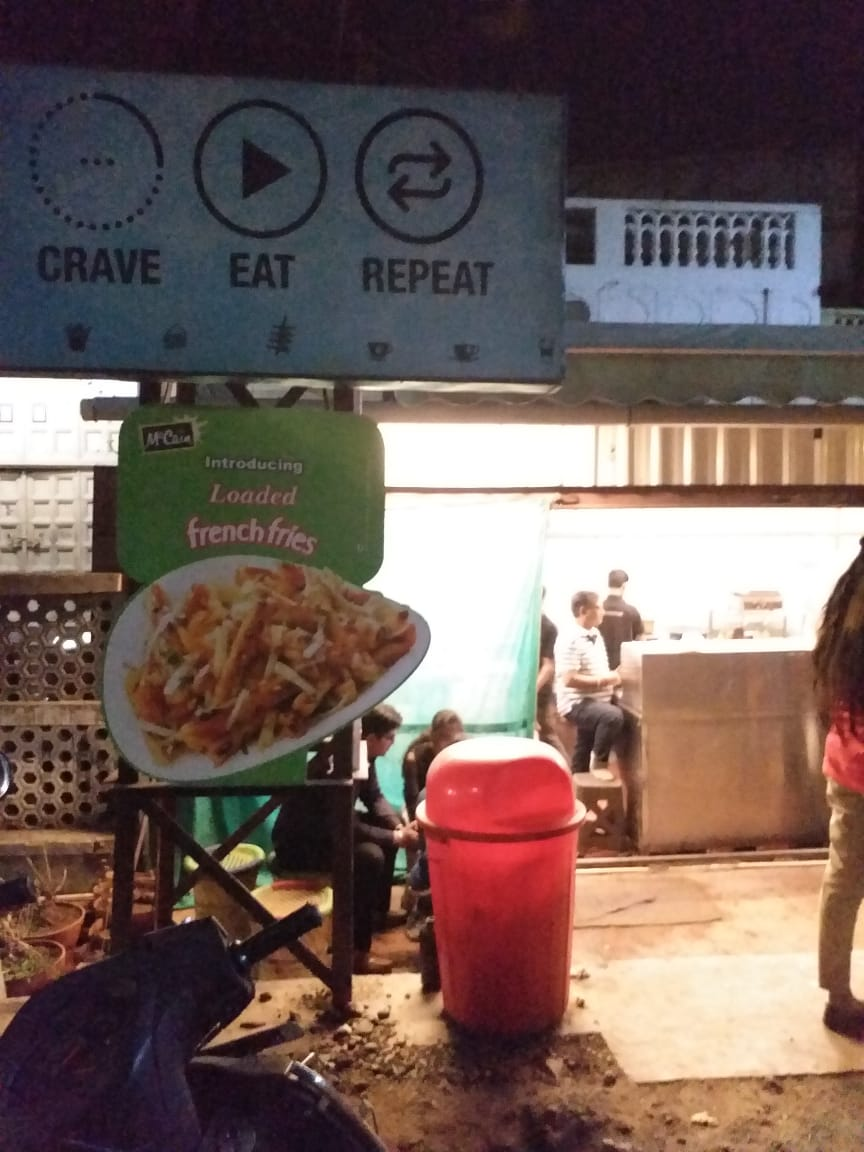 CRAVE EAT REPEAT
McCain
Introducing
Loaded
french fries